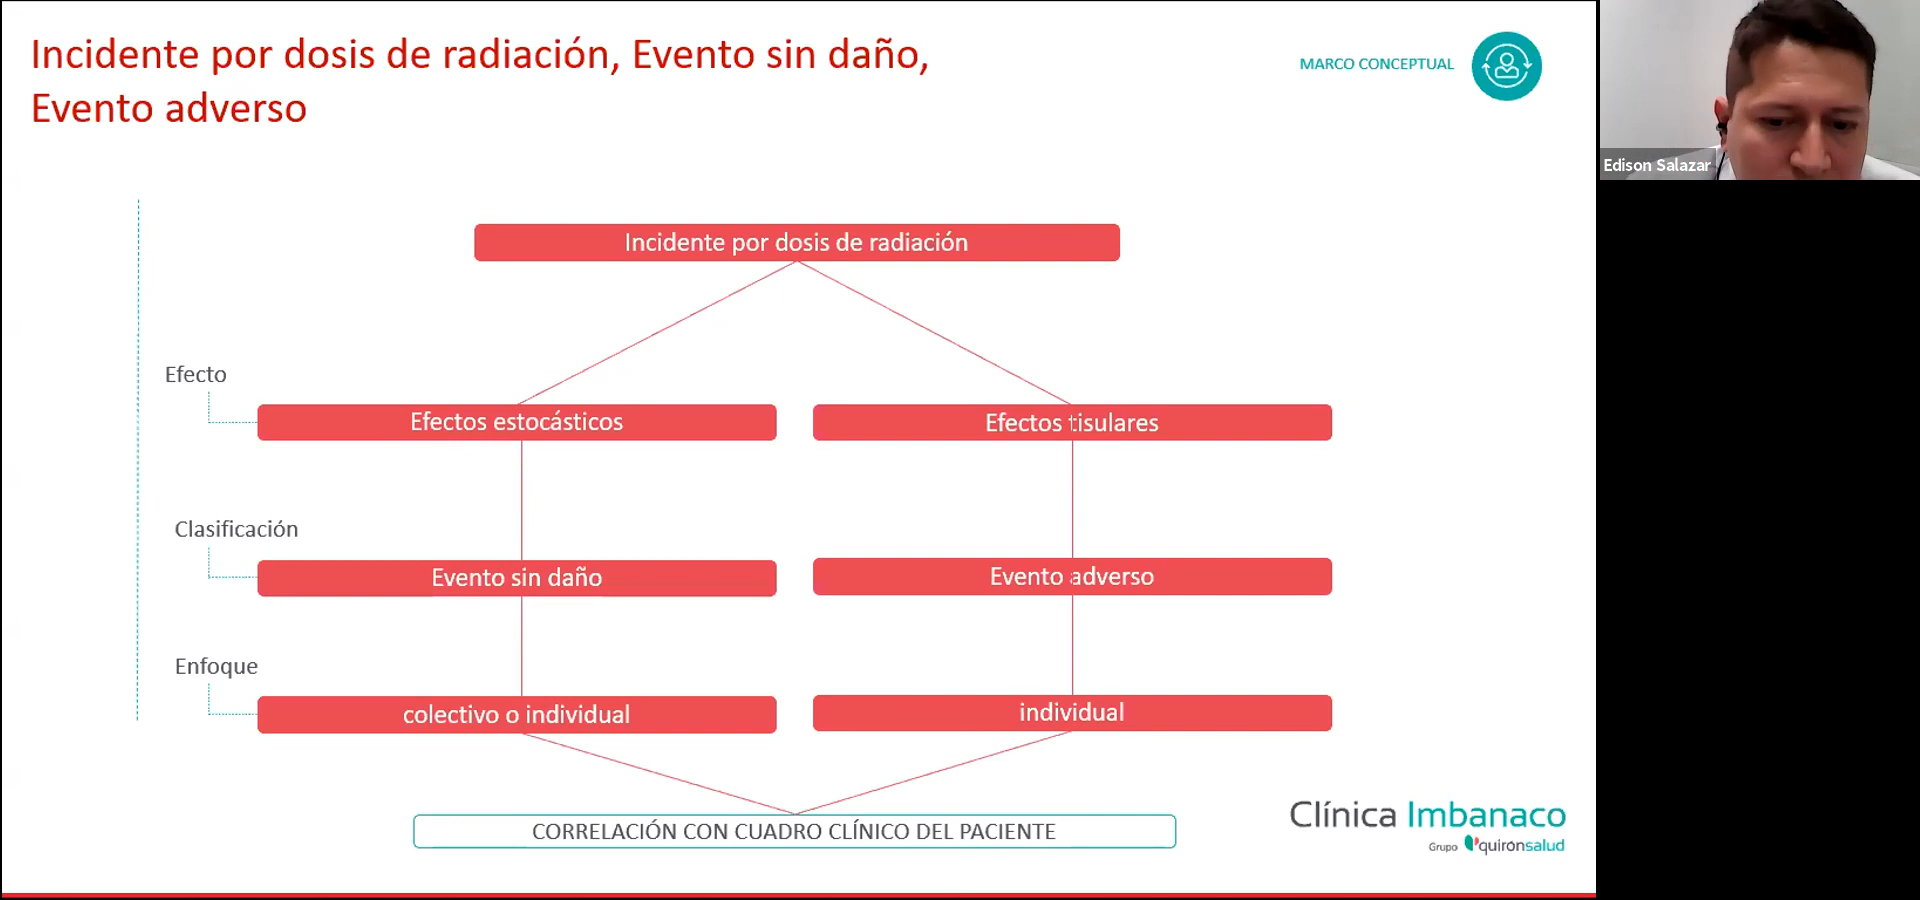 Incidente por dosis de radiación, Evento sin daño,
Evento adverso
MARCO CONCEPTUAL
Edison Salazar
Incidente por dosis de radiación
Efecto
Efectos estocásticos
Efectos tisulares
Clasificación
Evento sin daño
Evento adverso
Enfoque
colectivo o individual
individual
CORRELACIÓN CON CUADRO CLÍNICO DEL PACIENTE
Clínica Imbanaco
Grupo quirónsalud